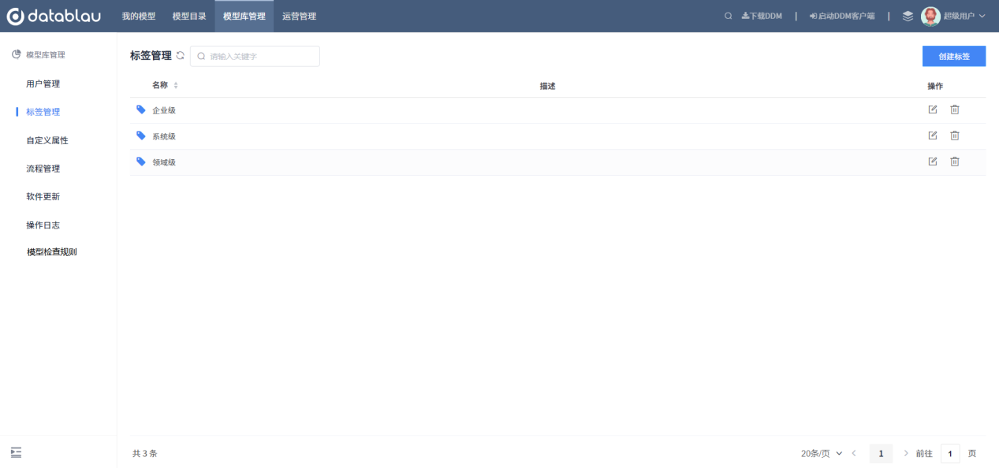 datablau 我的模型 模型目录 模型库管理 运营管理 下载DDM | 启动DDM客户端 | 超级用户
模型库管理
用户管理
标签管理
自定义属性
流程管理
软件更新
操作日志
模型检查规则
标签管理 请输入关键字 创建标签
名称 描述 操作
企业级
系统级
领域级
共 3 条 20条/页 1 前往 1 页